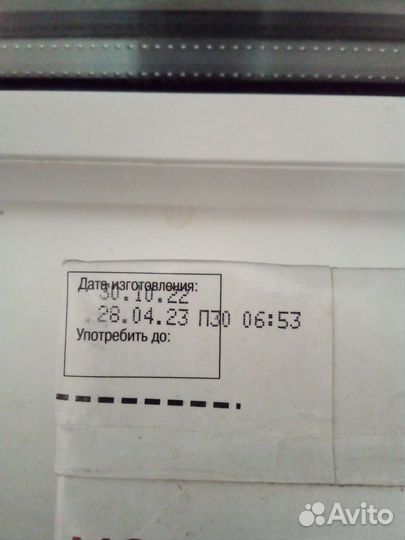 Дата изготовления:
30.10.22
28.04.23 П30 06:53
Употребить до:
Avito